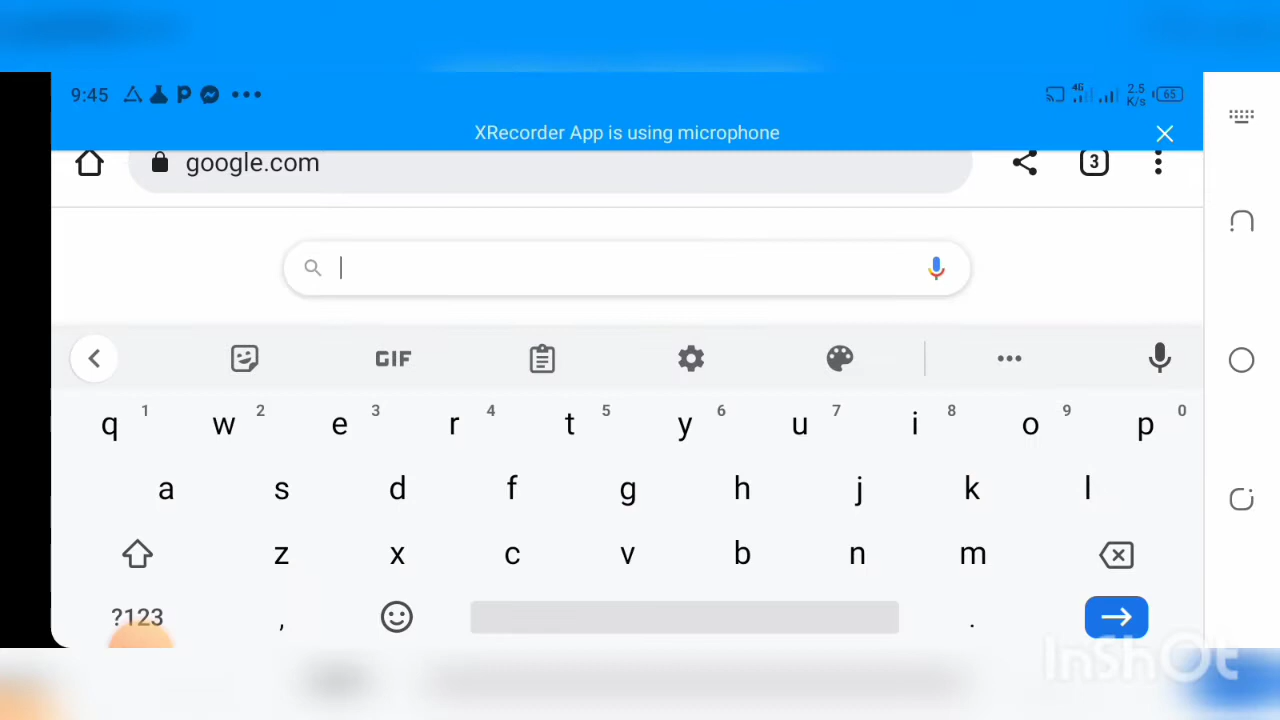 9:45 4G 2.5 K/s 65
XRecorder App is using microphone
google.com 3
GIF
q 1 w 2 e 3 r 4 t 5 y 6 u 7 i 8 o 9 p 0
a s d f g h j k l
z x c v b n m
?123 , .
InShOt